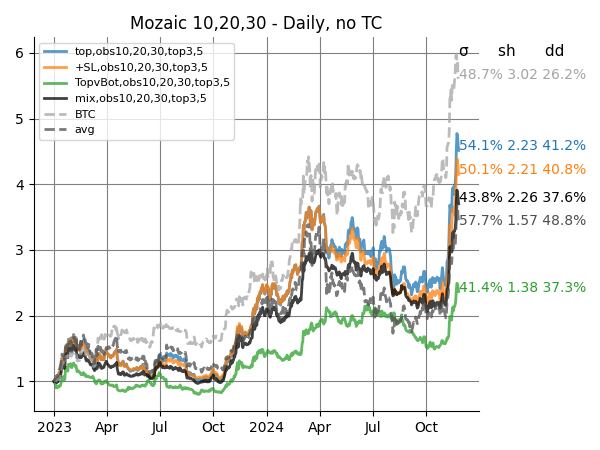 Mozaic 10,20,30 - Daily, no TC
top,obs10,20,30,top3,5
+SL,obs10,20,30,top3,5
TopvBot,obs10,20,30,top3,5
mix,obs10,20,30,top3,5
BTC
avg
σ sh dd
48.7% 3.02 26.2%
54.1% 2.23 41.2%
50.1% 2.21 40.8%
43.8% 2.26 37.6%
57.7% 1.57 48.8%
41.4% 1.38 37.3%
6
5
4
3
2
1
2023 Apr Jul Oct 2024 Apr Jul Oct